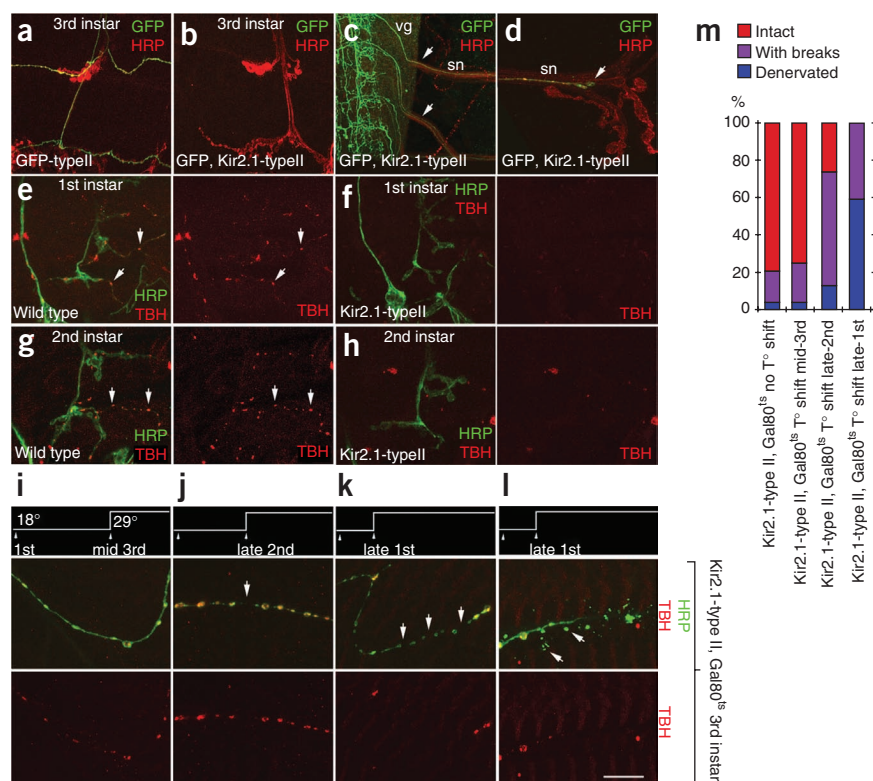 a
3rd instar
GFP
HRP
GFP-typeII
b
3rd instar
GFP
HRP
GFP, Kir2.1-typeII
c
vg
GFP
HRP
sn
GFP, Kir2.1-typeII
d
GFP
HRP
sn
GFP, Kir2.1-typeII
e
1st instar
HRP
TBH
Wild type
TBH
f
HRP
TBH
Kir2.1-typeII
TBH
g
2nd instar
HRP
TBH
Wild type
TBH
h
2nd instar
HRP
TBH
Kir2.1-typeII
TBH
i
18°
29°
1st
mid 3rd
j
late 2nd
k
late 1st
l
late 1st
HRP
TBH
TBH
Kir2.1-type II, Gal80ts 3rd instar
m
Intact
With breaks
Denervated
%
100
80
60
40
20
0
Kir2.1-type II, Gal80ts no T° shift
Kir2.1-type II, Gal80ts T° shift mid-3rd
Kir2.1-type II, Gal80ts T° shift late-2nd
Kir2.1-type II, Gal80ts T° shift late-1st